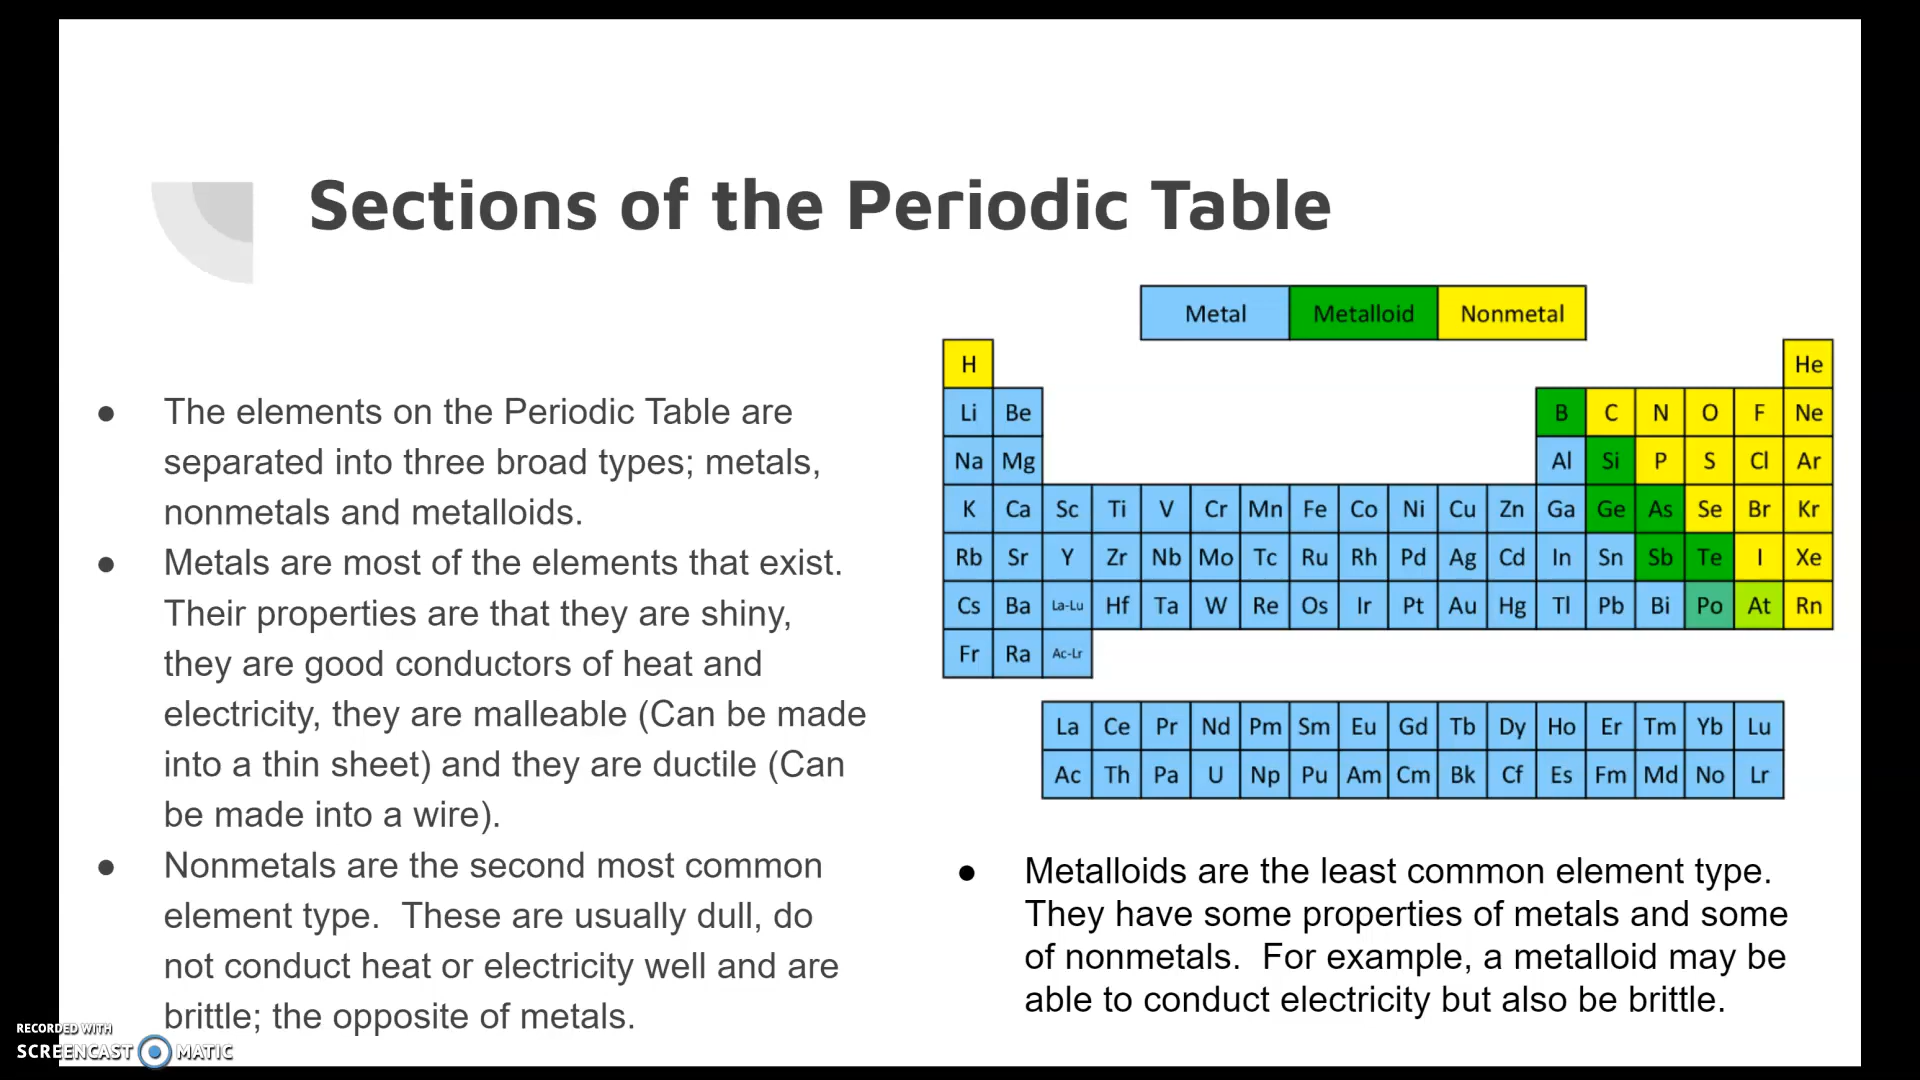 Sections of the Periodic Table
● The elements on the Periodic Table are
separated into three broad types; metals,
nonmetals and metalloids.
● Metals are most of the elements that exist.
Their properties are that they are shiny,
they are good conductors of heat and
electricity, they are malleable (Can be made
into a thin sheet) and they are ductile (Can
be made into a wire).
● Nonmetals are the second most common
element type.  These are usually dull, do
not conduct heat or electricity well and are
brittle; the opposite of metals.
Metal Metalloid Nonmetal
H He
Li Be B C N O F Ne
Na Mg Al Si P S Cl Ar
K Ca Sc Ti V Cr Mn Fe Co Ni Cu Zn Ga Ge As Se Br Kr
Rb Sr Y Zr Nb Mo Tc Ru Rh Pd Ag Cd In Sn Sb Te I Xe
Cs Ba La-Lu Hf Ta W Re Os Ir Pt Au Hg Tl Pb Bi Po At Rn
Fr Ra Ac-Lr
La Ce Pr Nd Pm Sm Eu Gd Tb Dy Ho Er Tm Yb Lu
Ac Th Pa U Np Pu Am Cm Bk Cf Es Fm Md No Lr
● Metalloids are the least common element type.
They have some properties of metals and some
of nonmetals.  For example, a metalloid may be
able to conduct electricity but also be brittle.
RECORDED WITH
SCREENCAST MATIC